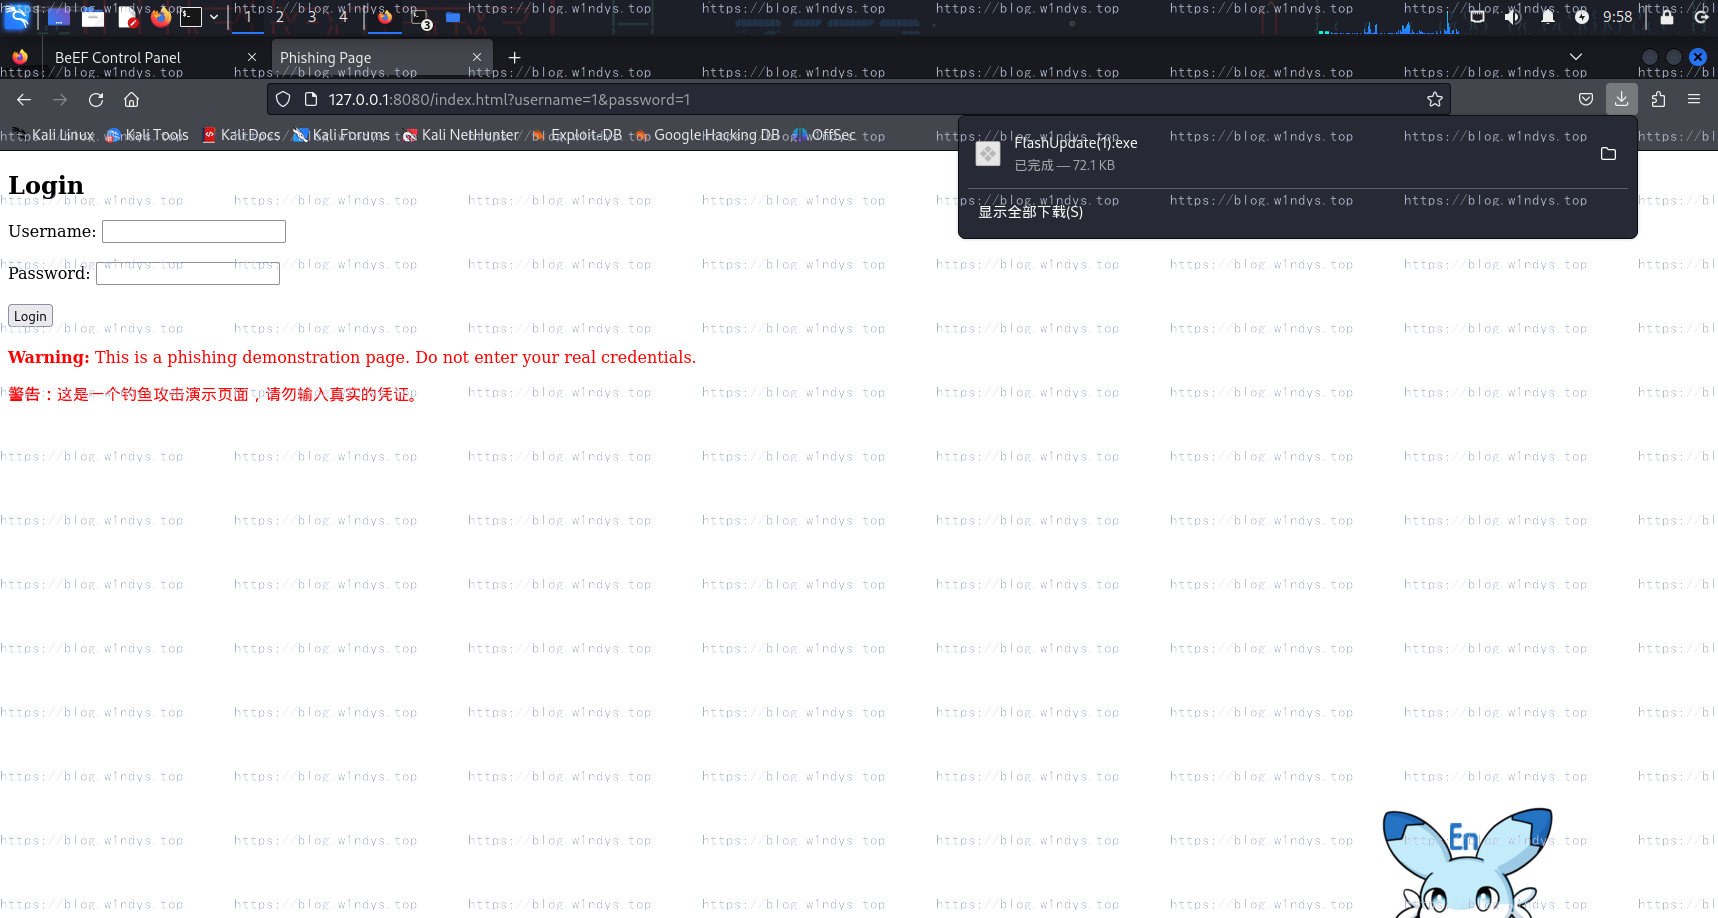 1 2 3 4 3 9:58
BeEF Control Panel
Phishing Page
127.0.0.1:8080/index.html?username=1&password=1
Kali Linux Kali Tools Kali Docs Kali Forums Kali NetHunter Exploit-DB Google Hacking DB OffSec
FlashUpdate(1).exe
已完成 — 72.1 KB
显示全部下载(S)
Login
Username:
Password:
Login
Warning: This is a phishing demonstration page. Do not enter your real credentials.
警告：这是一个钓鱼攻击演示页面，请勿输入真实的凭证。
https://blog.w1ndys.top
En